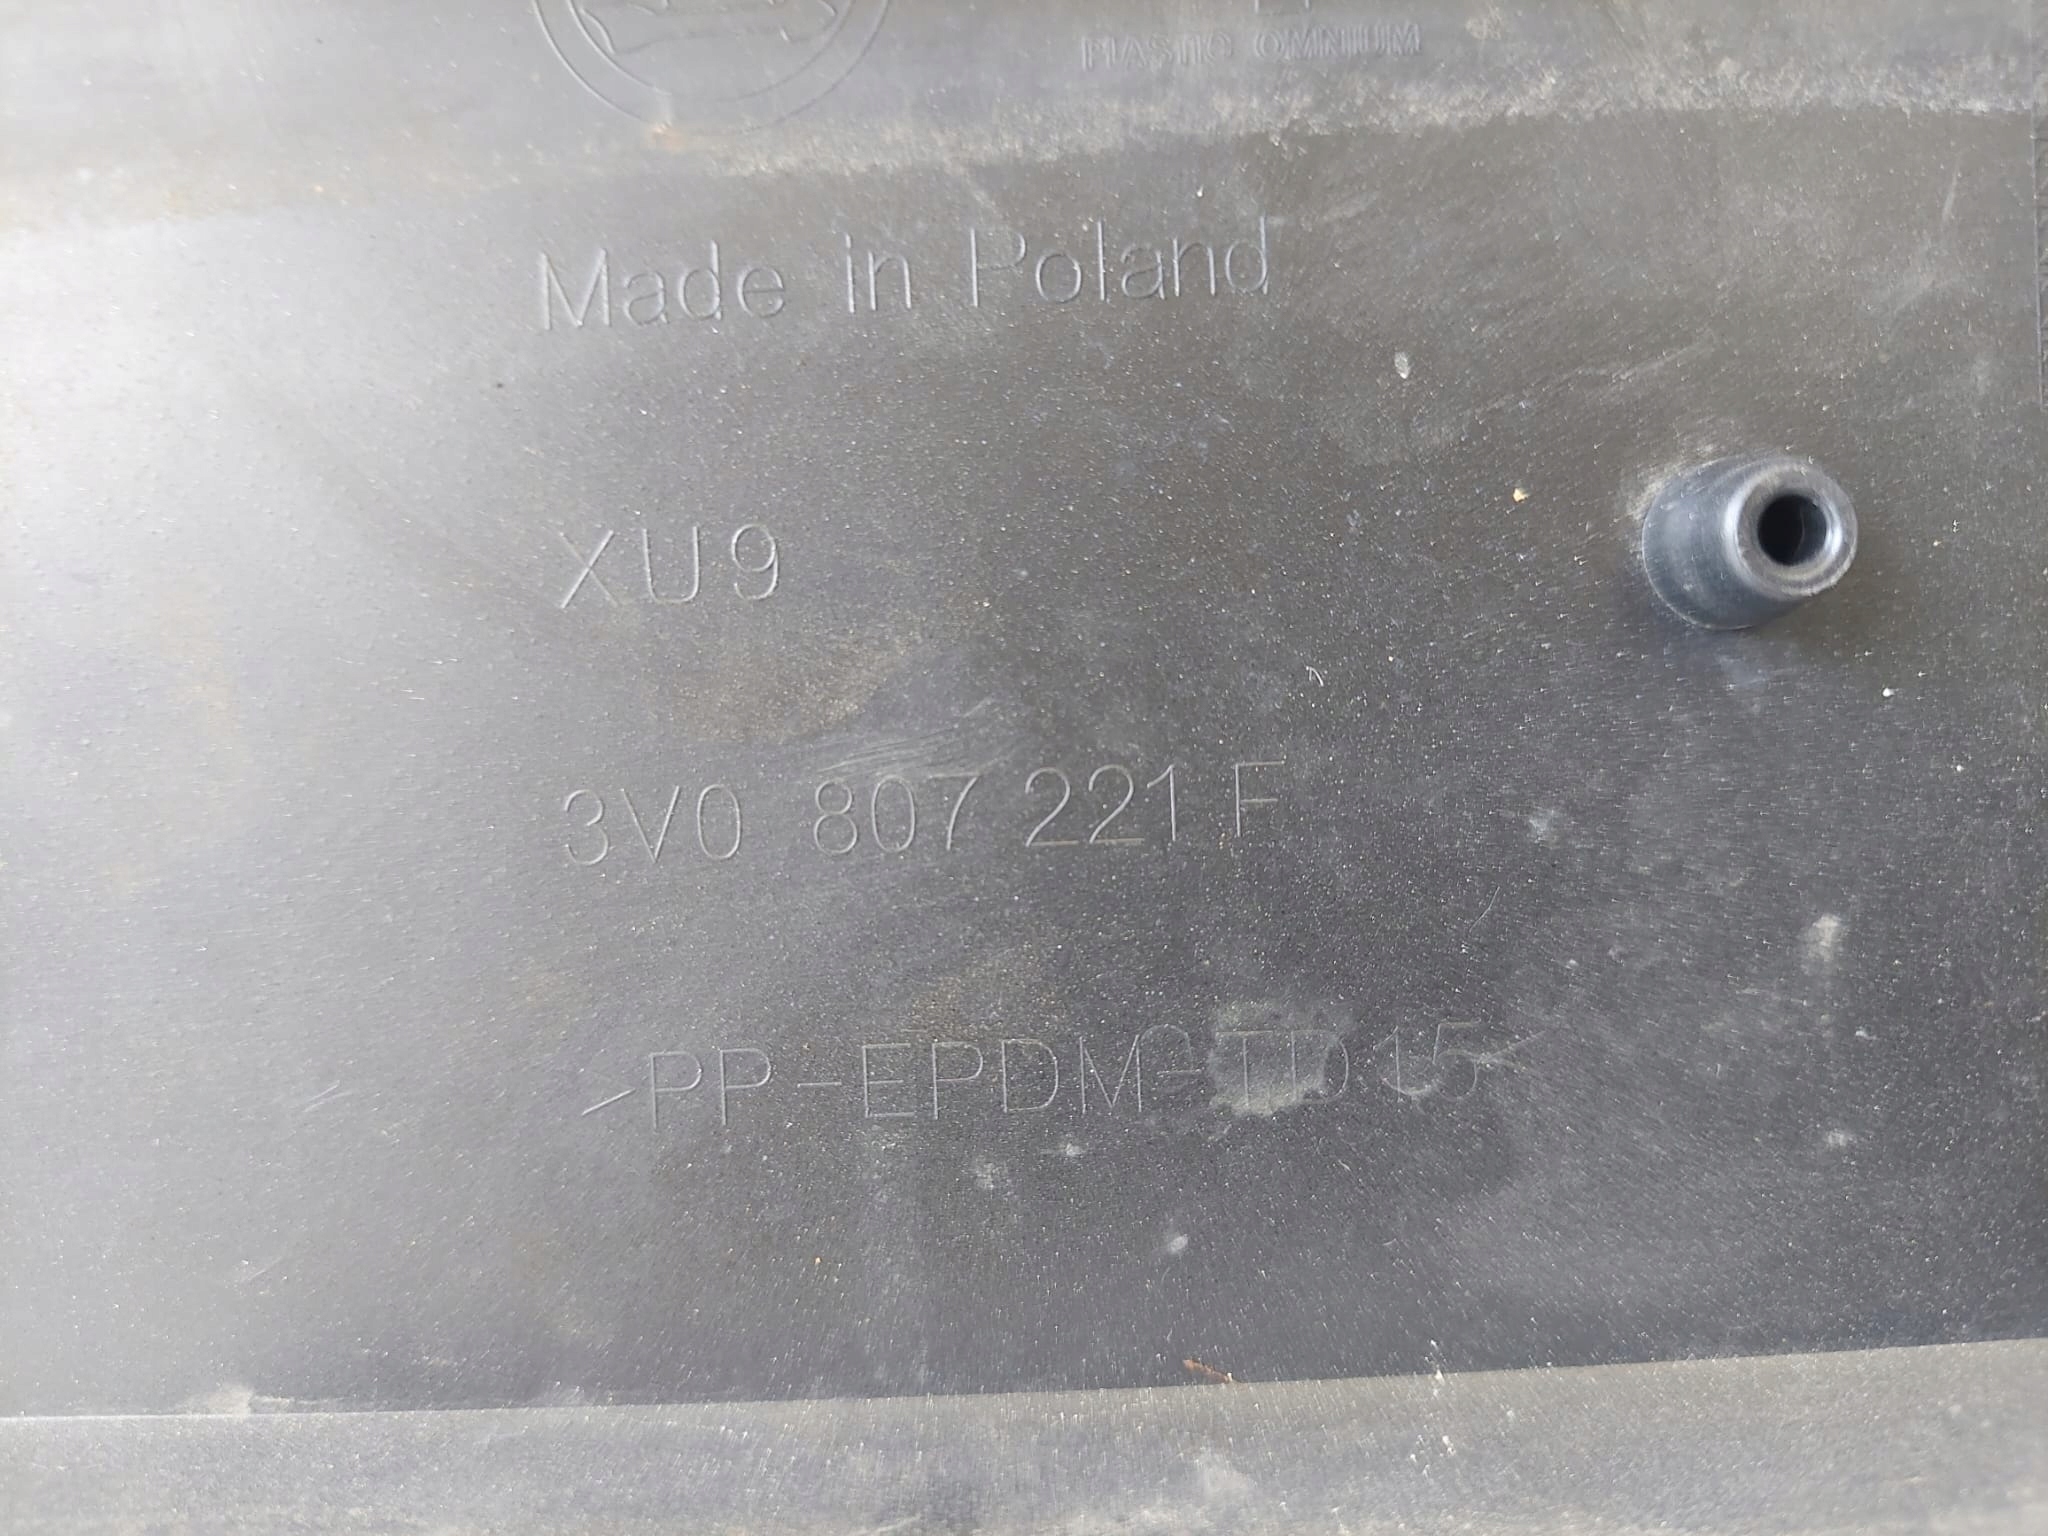 PLASTIC OMNIUM
Made in Poland
XU9
3V0 807 221 F
>PP-EPDM-TD15<